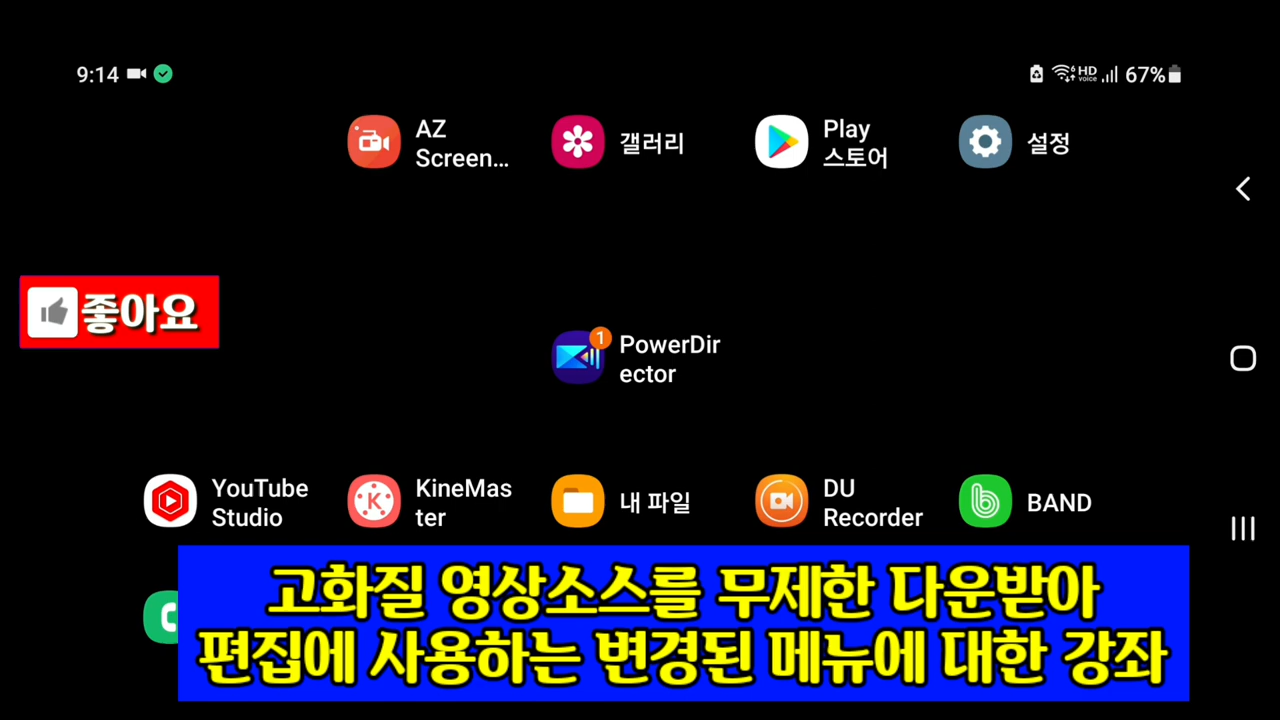 9:14
HD
voice
67%
AZ
Screen...
갤러리
Play
스토어
설정
좋아요
1
PowerDir
ector
YouTube
Studio
KineMas
ter
내 파일
DU
Recorder
BAND
고화질 영상소스를 무제한 다운받아
편집에 사용하는 변경된 메뉴에 대한 강좌